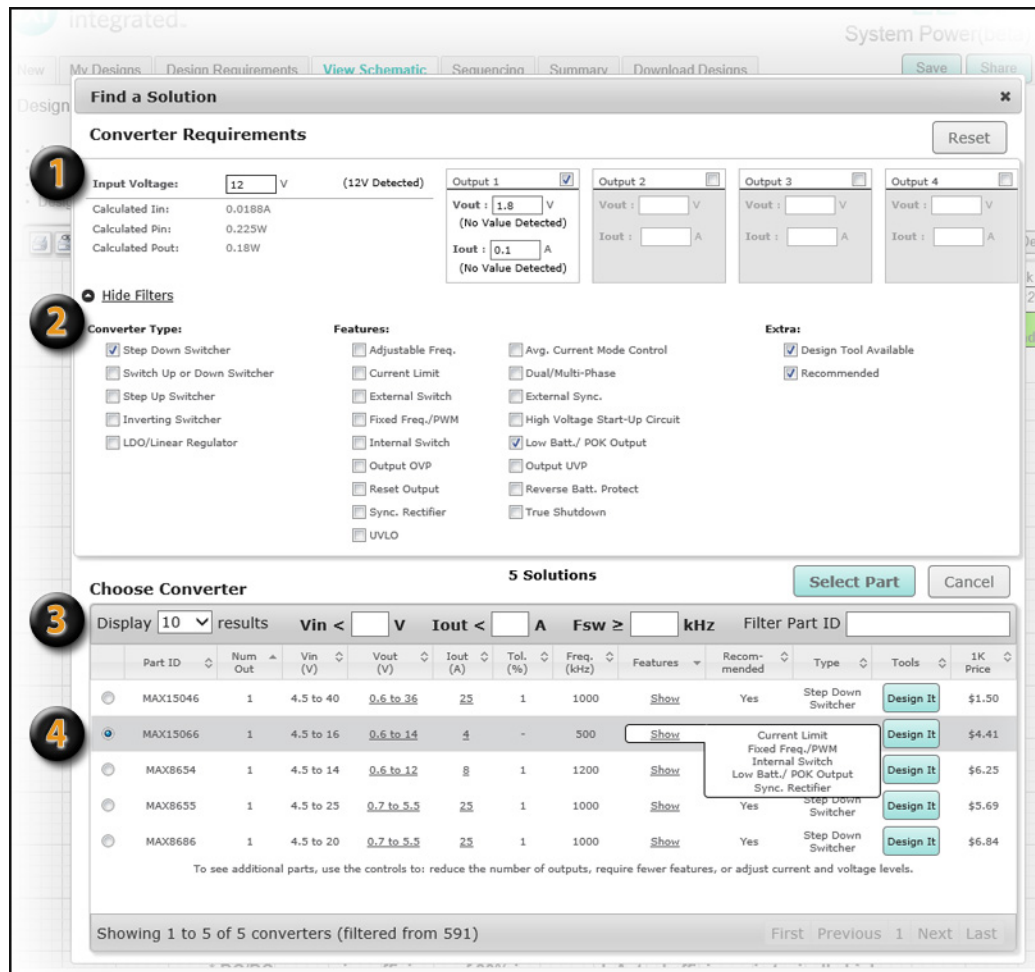 integrated™
System Power(beta)
New My Designs Design Requirements View Schematic Sequencing Summary Download Designs Save Share
Design
Find a Solution ×
Converter Requirements Reset
1
Input Voltage: 12 V (12V Detected)
Calculated Iin: 0.0188A
Calculated Pin: 0.225W
Calculated Pout: 0.18W
Output 1
Vout : 1.8 V
(No Value Detected)
Iout : 0.1 A
(No Value Detected)
Output 2
Vout : V
Iout : A
Output 3
Vout : V
Iout : A
Output 4
Vout : V
Iout : A
Hide Filters
2
Converter Type:
Step Down Switcher
Switch Up or Down Switcher
Step Up Switcher
Inverting Switcher
LDO/Linear Regulator
Features:
Adjustable Freq.
Current Limit
External Switch
Fixed Freq./PWM
Internal Switch
Output OVP
Reset Output
Sync. Rectifier
UVLO
Avg. Current Mode Control
Dual/Multi-Phase
External Sync.
High Voltage Start-Up Circuit
Low Batt./ POK Output
Output UVP
Reverse Batt. Protect
True Shutdown
Extra:
Design Tool Available
Recommended
Choose Converter 5 Solutions Select Part Cancel
3
Display 10 results Vin < V Iout < A Fsw ≥ kHz Filter Part ID
Part ID Num Out Vin (V) Vout (V) Iout (A) Tol. (%) Freq. (kHz) Features Recom-mended Type Tools 1K Price
MAX15046 1 4.5 to 40 0.6 to 36 25 1 1000 Show Yes Step Down Switcher Design It $1.50
4
MAX15066 1 4.5 to 16 0.6 to 14 4 - 500 Show Design It $4.41
Current Limit
Fixed Freq./PWM
Internal Switch
Low Batt./ POK Output
Sync. Rectifier
MAX8654 1 4.5 to 14 0.6 to 12 8 1 1200 Show Design It $6.25
MAX8655 1 4.5 to 25 0.7 to 5.5 25 1 1000 Show Yes Step Down Switcher Design It $5.69
MAX8686 1 4.5 to 20 0.7 to 5.5 25 1 1000 Show Yes Step Down Switcher Design It $6.84
To see additional parts, use the controls to: reduce the number of outputs, require fewer features, or adjust current and voltage levels.
Showing 1 to 5 of 5 converters (filtered from 591) First Previous 1 Next Last